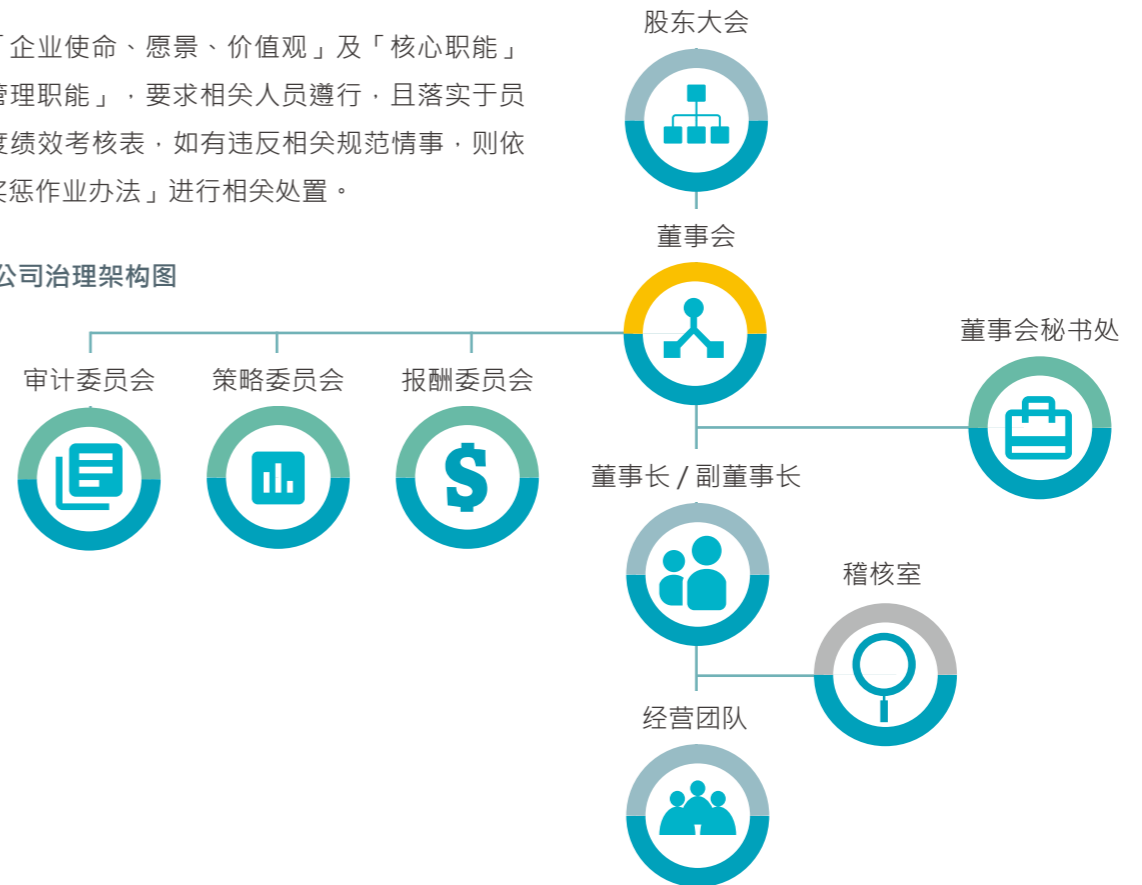 「企业使命、愿景、价值观」及「核心职能」
管理职能」，要求相关人员遵行，且落实于员
度绩效考核表，如有违反相关规范情事，则依
奖惩作业办法」进行相关处置。
公司治理架构图
股东大会
董事会
董事会秘书处
审计委员会 策略委员会 报酬委员会
董事长 / 副董事长
稽核室
经营团队